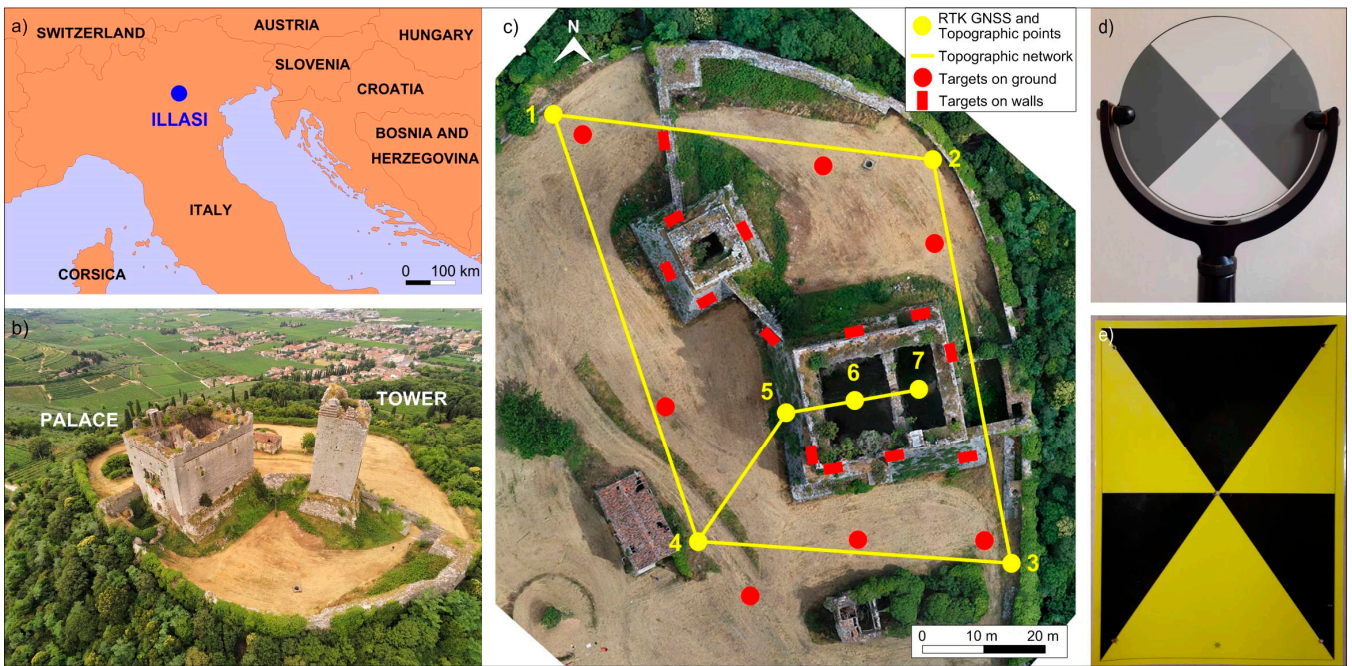 a)
SWITZERLAND
AUSTRIA
HUNGARY
SLOVENIA
CROATIA
ILLASI
BOSNIA AND
HERZEGOVINA
ITALY
CORSICA
0 100 km
b)
PALACE
TOWER
c)
N
RTK GNSS and
Topographic points
Topographic network
Targets on ground
Targets on walls
1
2
7
6
5
4
3
0 10 m 20 m
d)
e)